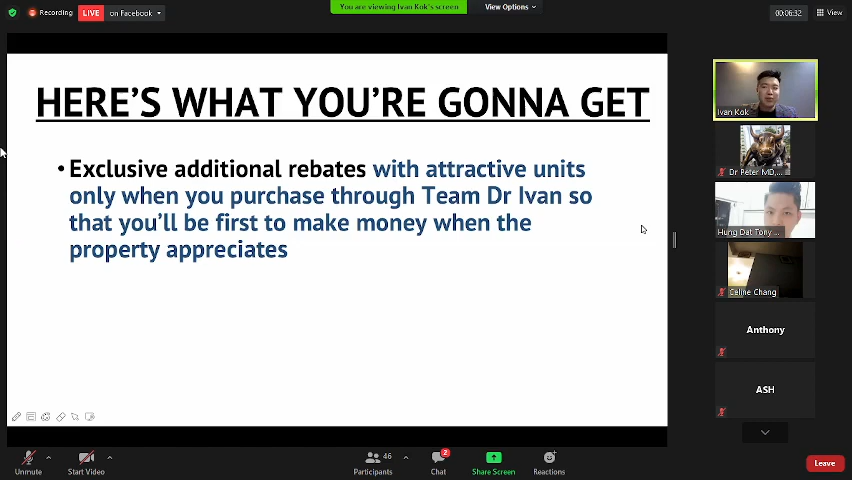 Recording
LIVE on Facebook
You are viewing Ivan Kok's screen
View Options
00:06:32
View
HERE'S WHAT YOU'RE GONNA GET
• Exclusive additional rebates with attractive units
only when you purchase through Team Dr Ivan so
that you'll be first to make money when the
property appreciates
Ivan Kok
Dr Peter MD,...
Hung Dat Tony ...
Celine Chang
Anthony
ASH
Unmute
Start Video
Participants
46
Chat
2
Share Screen
Reactions
Leave